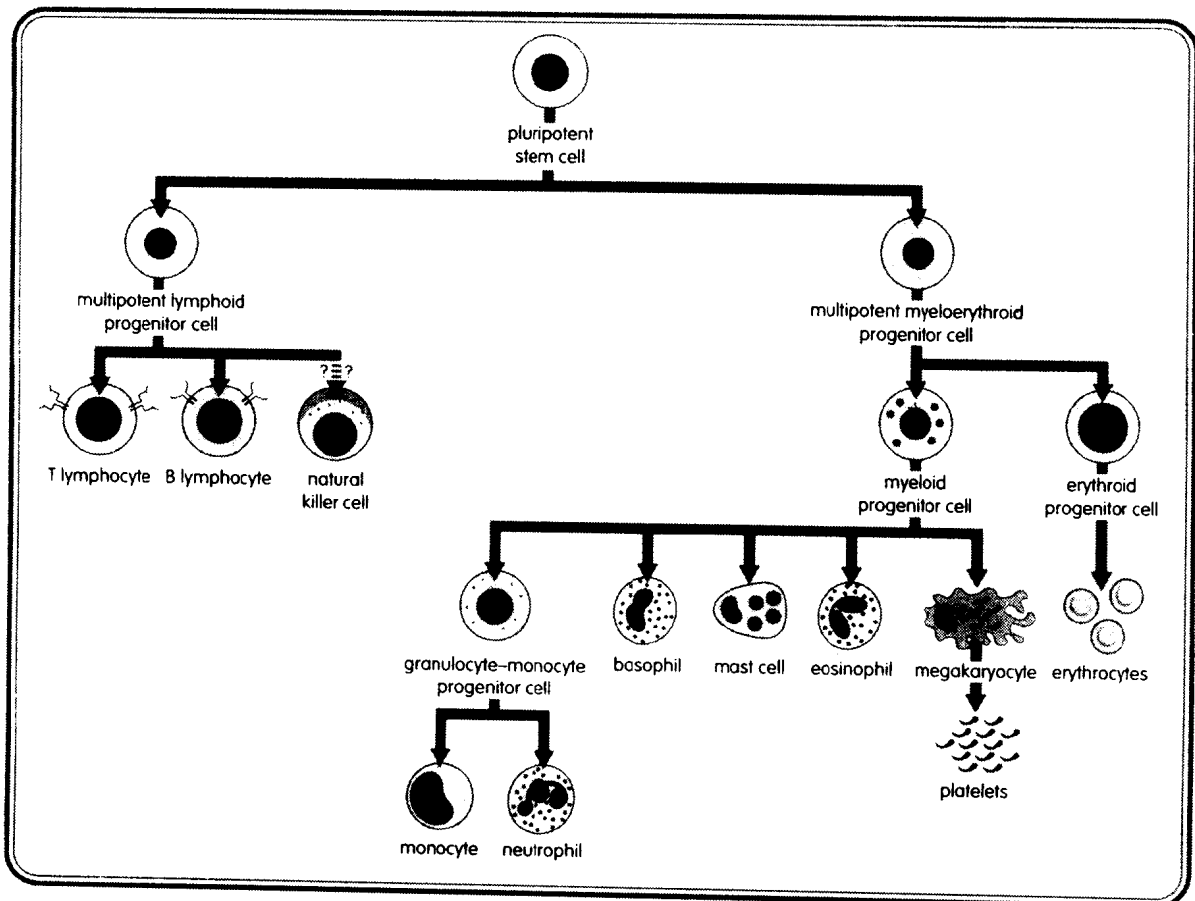 pluripotent
stem cell
multipotent lymphoid
progenitor cell
multipotent myeloerythroid
progenitor cell
? ?
T lymphocyte
B lymphocyte
natural
killer cell
myeloid
progenitor cell
erythroid
progenitor cell
granulocyte–monocyte
progenitor cell
basophil
mast cell
eosinophil
megakaryocyte
erythrocytes
monocyte
neutrophil
platelets